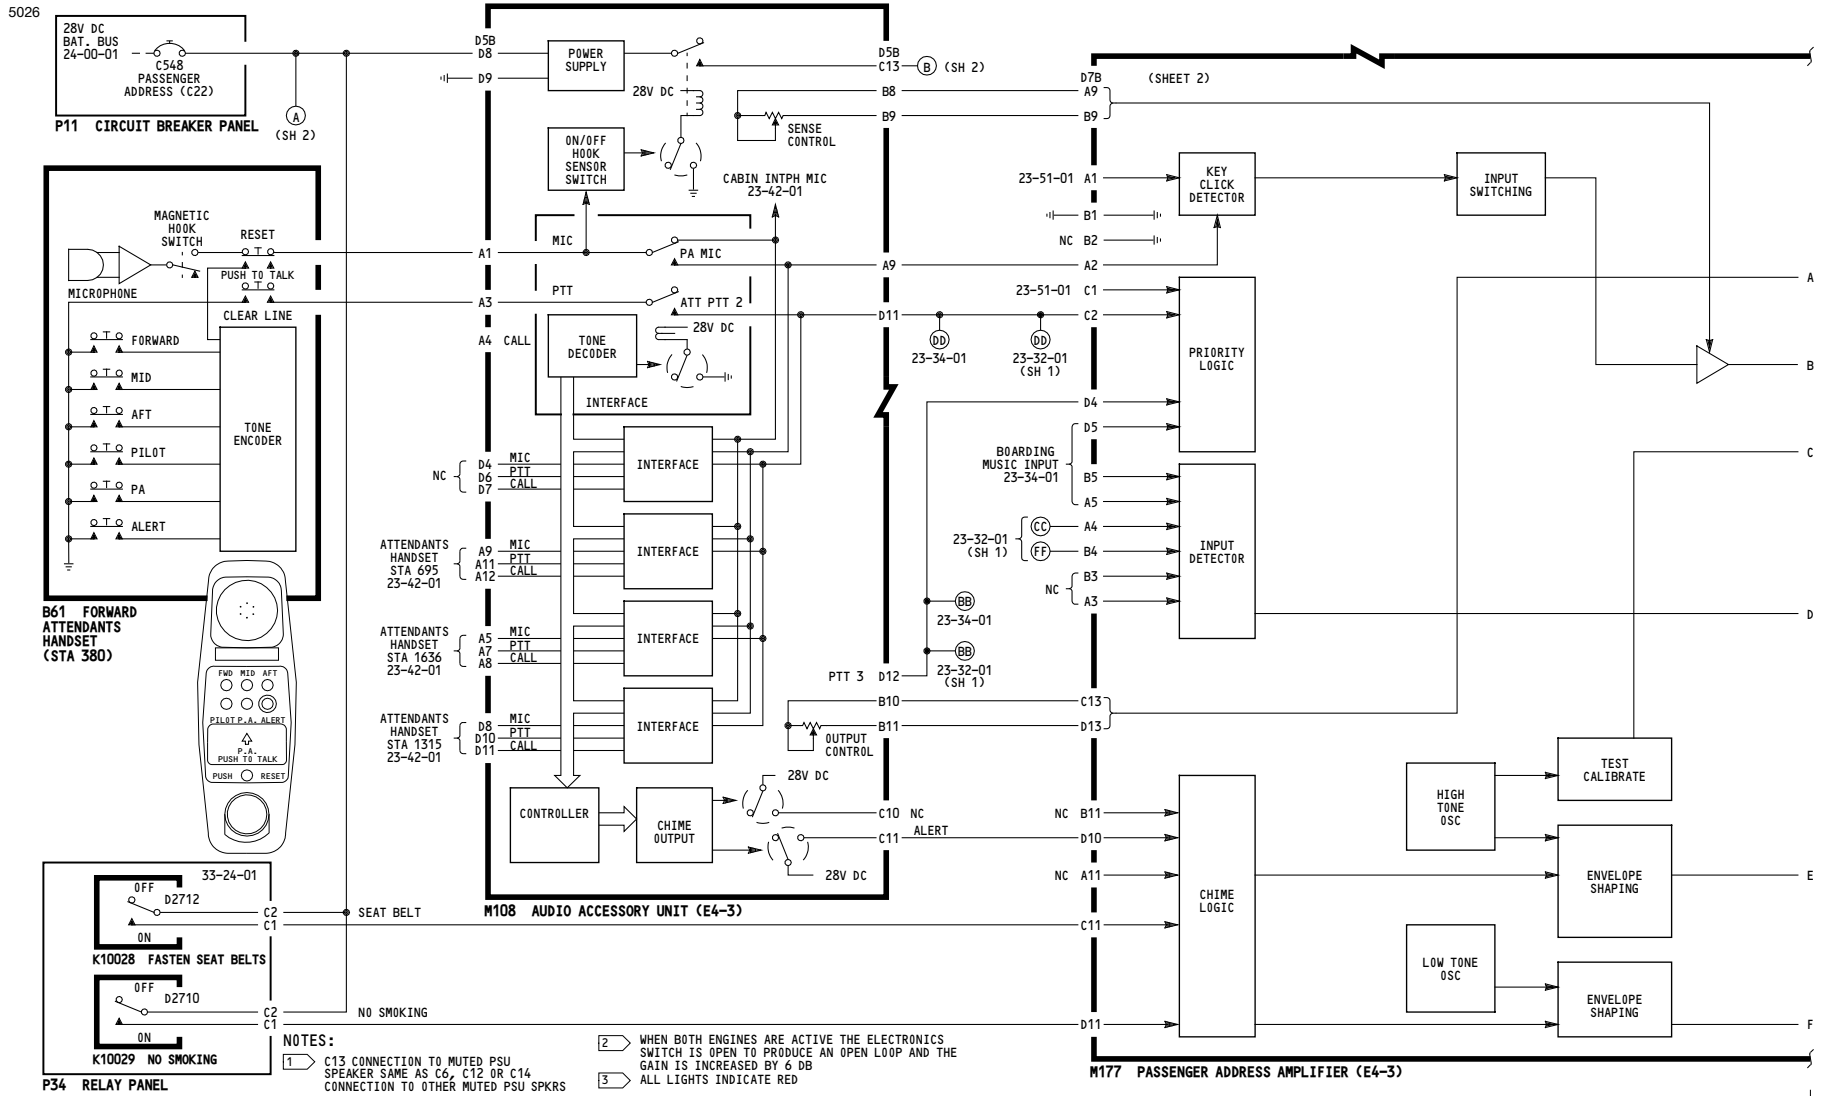 5026
28V DC
BAT. BUS
24-00-01
C548
PASSENGER
ADDRESS (C22)
P11 CIRCUIT BREAKER PANEL
A
(SH 2)
D5B
D8
D9
POWER
SUPPLY
28V DC
ON/OFF
HOOK
SENSOR
SWITCH
D5B
C13
B
(SH 2)
B8
B9
SENSE
CONTROL
CABIN INTPH MIC
23-42-01
D7B
(SHEET 2)
A9
B9
23-51-01
A1
KEY
CLICK
DETECTOR
INPUT
SWITCHING
B1
NC
B2
A2
MAGNETIC
HOOK
SWITCH
RESET
PUSH TO TALK
MICROPHONE
CLEAR LINE
A1
MIC
PA MIC
A9
A3
PTT
ATT PTT 2
D11
A4
CALL
TONE
DECODER
28V DC
INTERFACE
DD
23-34-01
DD
23-32-01
(SH 1)
23-51-01
C1
C2
PRIORITY
LOGIC
A
B
C
D
E
F
FORWARD
MID
AFT
PILOT
PA
ALERT
TONE
ENCODER
B61 FORWARD
ATTENDANTS
HANDSET
(STA 380)
FWD MID AFT
PILOT P.A. ALERT
P.A.
PUSH TO TALK
PUSH
RESET
NC
D4 MIC
D6 PTT
D7 CALL
INTERFACE
ATTENDANTS
HANDSET
STA 695
23-42-01
A9 MIC
A11 PTT
A12 CALL
INTERFACE
ATTENDANTS
HANDSET
STA 1636
23-42-01
A5 MIC
A7 PTT
A8 CALL
INTERFACE
ATTENDANTS
HANDSET
STA 1315
23-42-01
D8 MIC
D10 PTT
D11 CALL
INTERFACE
D4
D5
BOARDING
MUSIC INPUT
23-34-01
B5
A5
23-32-01
(SH 1)
CC
A4
FF
B4
NC
B3
A3
INPUT
DETECTOR
BB
23-34-01
BB
23-32-01
(SH 1)
PTT 3
D12
B10
B11
OUTPUT
CONTROL
C13
D13
CONTROLLER
CHIME
OUTPUT
28V DC
C10 NC
C11
ALERT
28V DC
M108 AUDIO ACCESSORY UNIT (E4-3)
NC B11
D10
NC A11
C11
D11
CHIME
LOGIC
HIGH
TONE
OSC
TEST
CALIBRATE
ENVELOPE
SHAPING
LOW TONE
OSC
ENVELOPE
SHAPING
M177 PASSENGER ADDRESS AMPLIFIER (E4-3)
33-24-01
OFF
D2712
ON
C2
C1
SEAT BELT
K10028 FASTEN SEAT BELTS
OFF
D2710
ON
C2
C1
NO SMOKING
K10029 NO SMOKING
P34 RELAY PANEL
NOTES:
1 C13 CONNECTION TO MUTED PSU
SPEAKER SAME AS C6, C12 OR C14
CONNECTION TO OTHER MUTED PSU SPKRS
2 WHEN BOTH ENGINES ARE ACTIVE THE ELECTRONICS
SWITCH IS OPEN TO PRODUCE AN OPEN LOOP AND THE
GAIN IS INCREASED BY 6 DB
3 ALL LIGHTS INDICATE RED